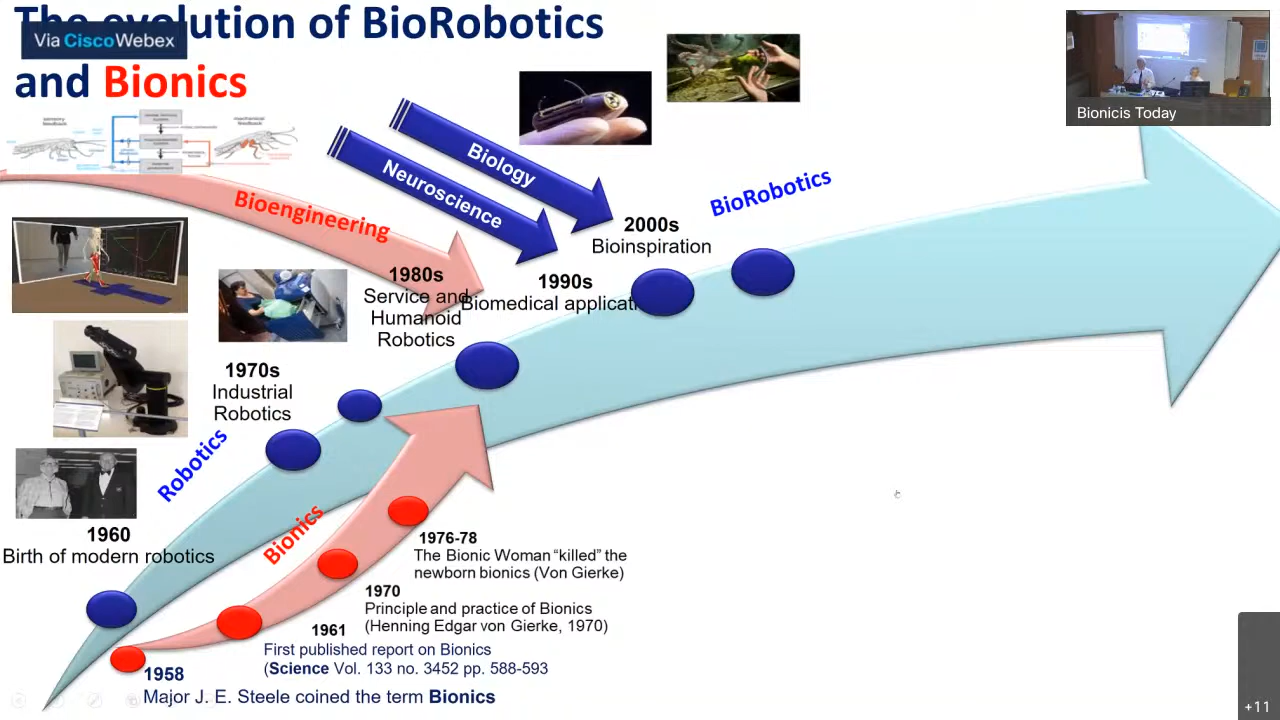 The evolution of BioRobotics
and Bionics
Via Cisco Webex
Bionicis Today
Biology
Neuroscience
Bioengineering
BioRobotics
2000s
Bioinspiration
1990s
Biomedical applicati
1980s
Service and
Humanoid
Robotics
1970s
Industrial
Robotics
Robotics
1960
Birth of modern robotics
Bionics
1976-78
The Bionic Woman “killed” the
newborn bionics (Von Gierke)
1970
Principle and practice of Bionics
(Henning Edgar von Gierke, 1970)
1961
First published report on Bionics
(Science Vol. 133 no. 3452 pp. 588-593
1958
Major J. E. Steele coined the term Bionics
+11